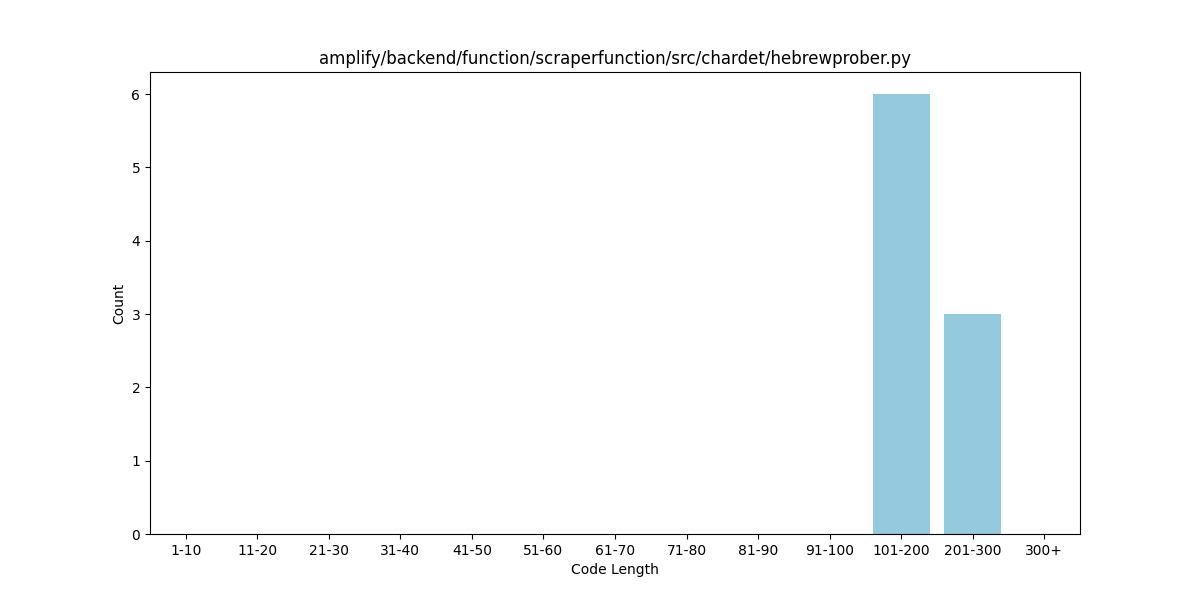 amplify/backend/function/scraperfunction/src/chardet/hebrewprober.py
6
5
4
3
2
1
0
Count
1-10 11-20 21-30 31-40 41-50 51-60 61-70 71-80 81-90 91-100 101-200 201-300 300+
Code Length